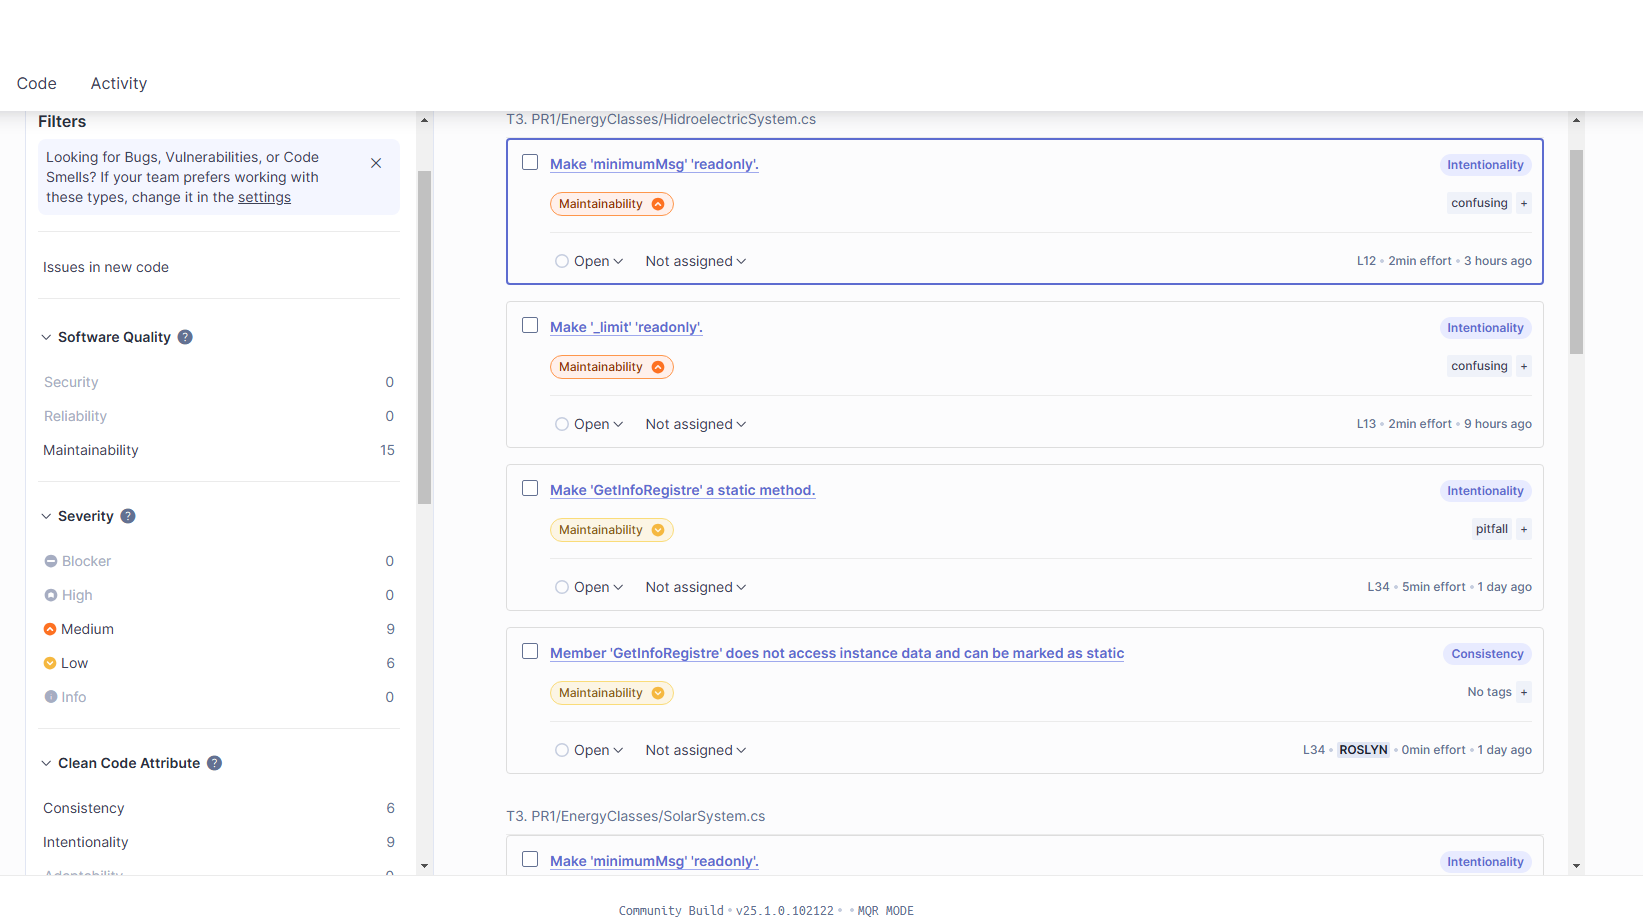 Code Activity
Filters
Looking for Bugs, Vulnerabilities, or Code
Smells? If your team prefers working with
these types, change it in the settings
Issues in new code
Software Quality ?
Security 0
Reliability 0
Maintainability 15
Severity ?
Blocker 0
High 0
Medium 9
Low 6
Info 0
Clean Code Attribute ?
Consistency 6
Intentionality 9
T3. PR1/EnergyClasses/HidroelectricSystem.cs
Make 'minimumMsg' 'readonly'. Intentionality
Maintainability confusing +
Open Not assigned L12 • 2min effort • 3 hours ago
Make '_limit' 'readonly'. Intentionality
Maintainability confusing +
Open Not assigned L13 • 2min effort • 9 hours ago
Make 'GetInfoRegistre' a static method. Intentionality
Maintainability pitfall +
Open Not assigned L34 • 5min effort • 1 day ago
Member 'GetInfoRegistre' does not access instance data and can be marked as static Consistency
Maintainability No tags +
Open Not assigned L34 • ROSLYN • 0min effort • 1 day ago
T3. PR1/EnergyClasses/SolarSystem.cs
Make 'minimumMsg' 'readonly'. Intentionality
Community Build • v25.1.0.102122 • • MQR MODE